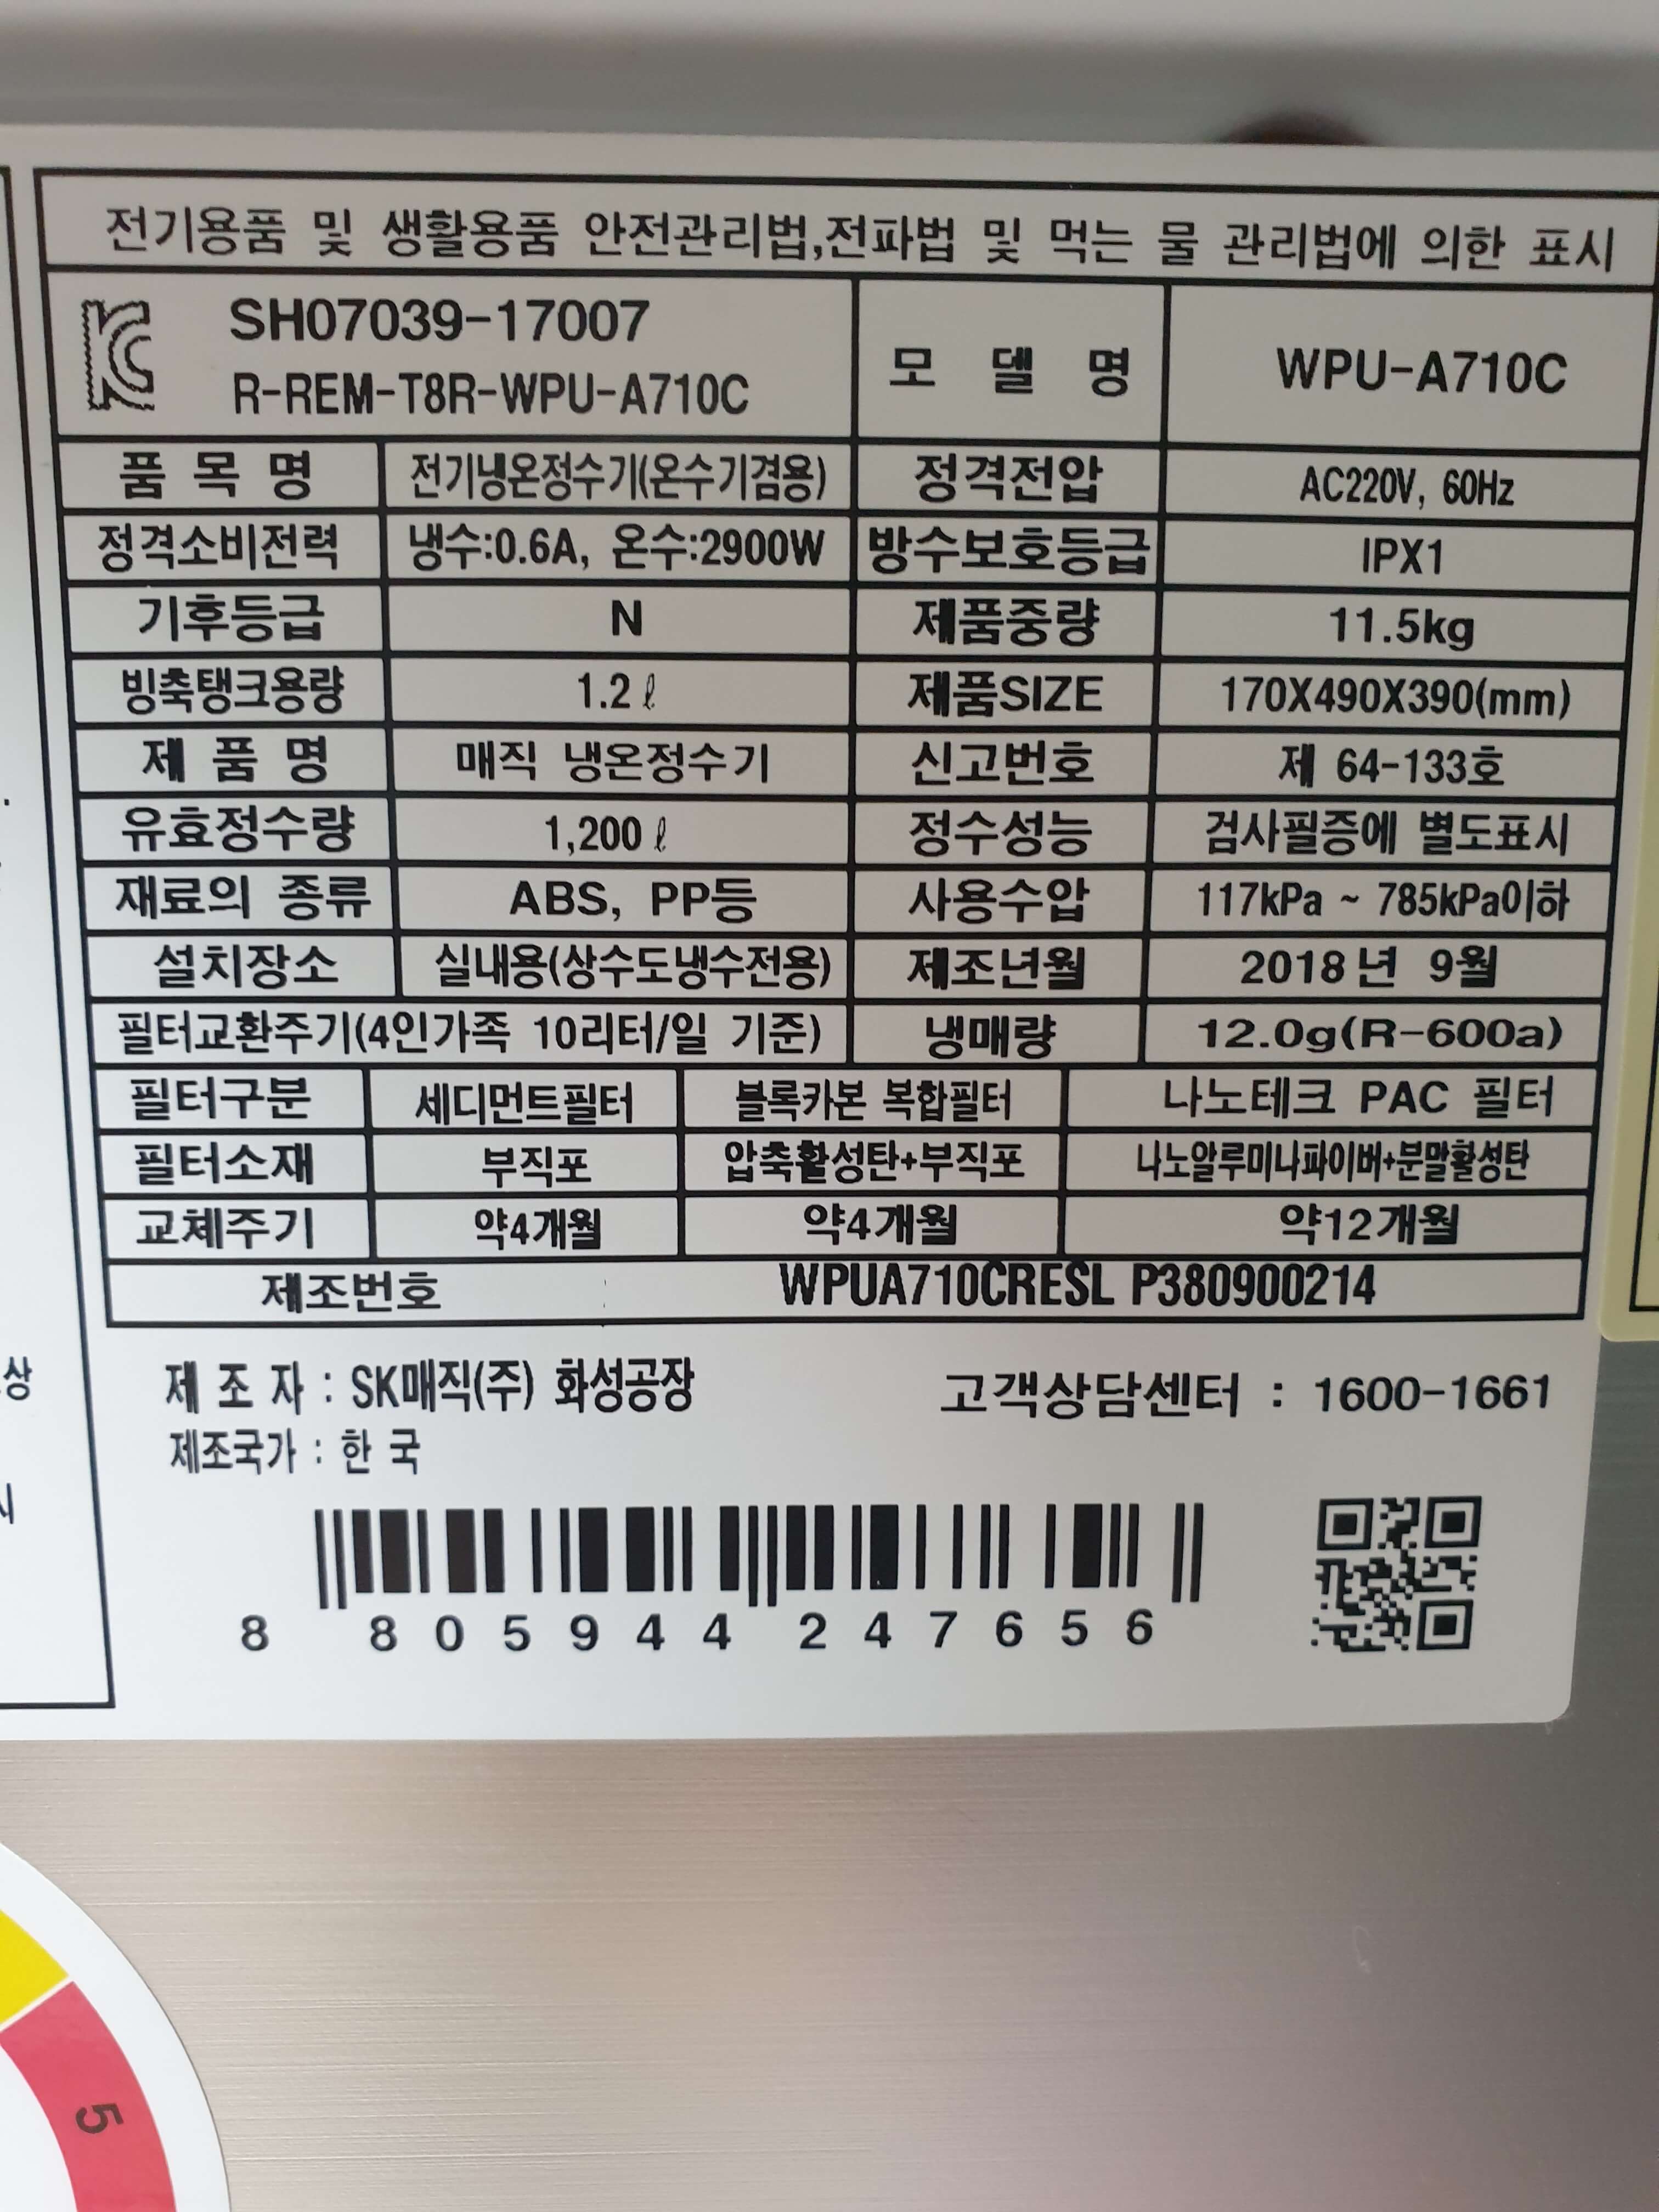 전기용품 및 생활용품 안전관리법,전파법 및 먹는 물 관리법에 의한 표시
SH07039-17007
R-REM-T8R-WPU-A710C
모 델 명 WPU-A710C
품 목 명 전기냉온정수기(온수기겸용) 정격전압 AC220V, 60Hz
정격소비전력 냉수:0.6A, 온수:2900W 방수보호등급 IPX1
기후등급 N 제품중량 11.5kg
빙축탱크용량 1.2ℓ 제품SIZE 170X490X390(mm)
제 품 명 매직 냉온정수기 신고번호 제 64-133호
유효정수량 1,200ℓ 정수성능 검사필증에 별도표시
재료의 종류 ABS, PP등 사용수압 117kPa ~ 785kPa이하
설치장소 실내용(상수도냉수전용) 제조년월 2018년 9월
필터교환주기(4인가족 10리터/일 기준) 냉매량 12.0g(R-600a)
필터구분 세디먼트필터 블록카본 복합필터 나노테크 PAC 필터
필터소재 부직포 압축활성탄+부직포 나노알루미나파이버+분말활성탄
교체주기 약4개월 약4개월 약12개월
제조번호 WPUA710CRESL P380900214
제 조 자 : SK매직(주) 화성공장 고객상담센터 : 1600-1661
제조국가 : 한 국
8 805944 247656
상
시
5